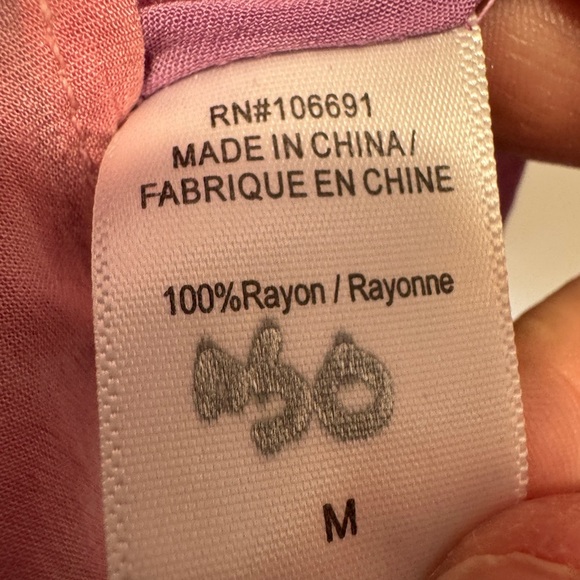 RN#106691
MADE IN CHINA/
FABRIQUE EN CHINE
100%Rayon / Rayonne
M